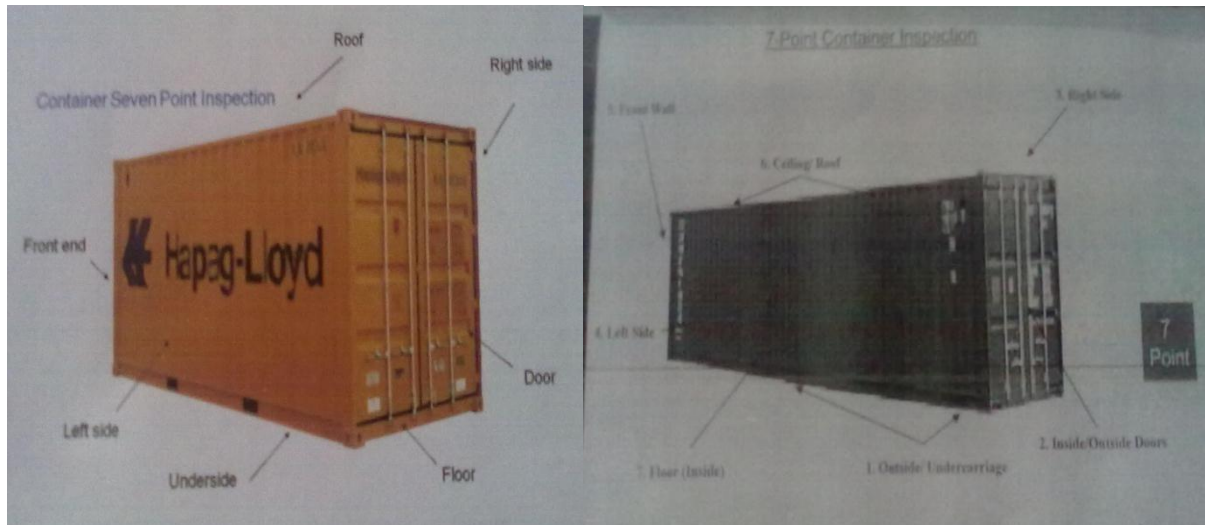 Roof
Right side
Container Seven Point Inspection
Hapag-Lloyd
Front end
Door
Left side
Underside
Floor
7-Point Container Inspection
5. Front Wall
3. Right Side
6. Ceiling/ Roof
4. Left Side
7
Point
2. Inside/Outside Doors
7. Floor (Inside)
1. Outside/ Undercarriage